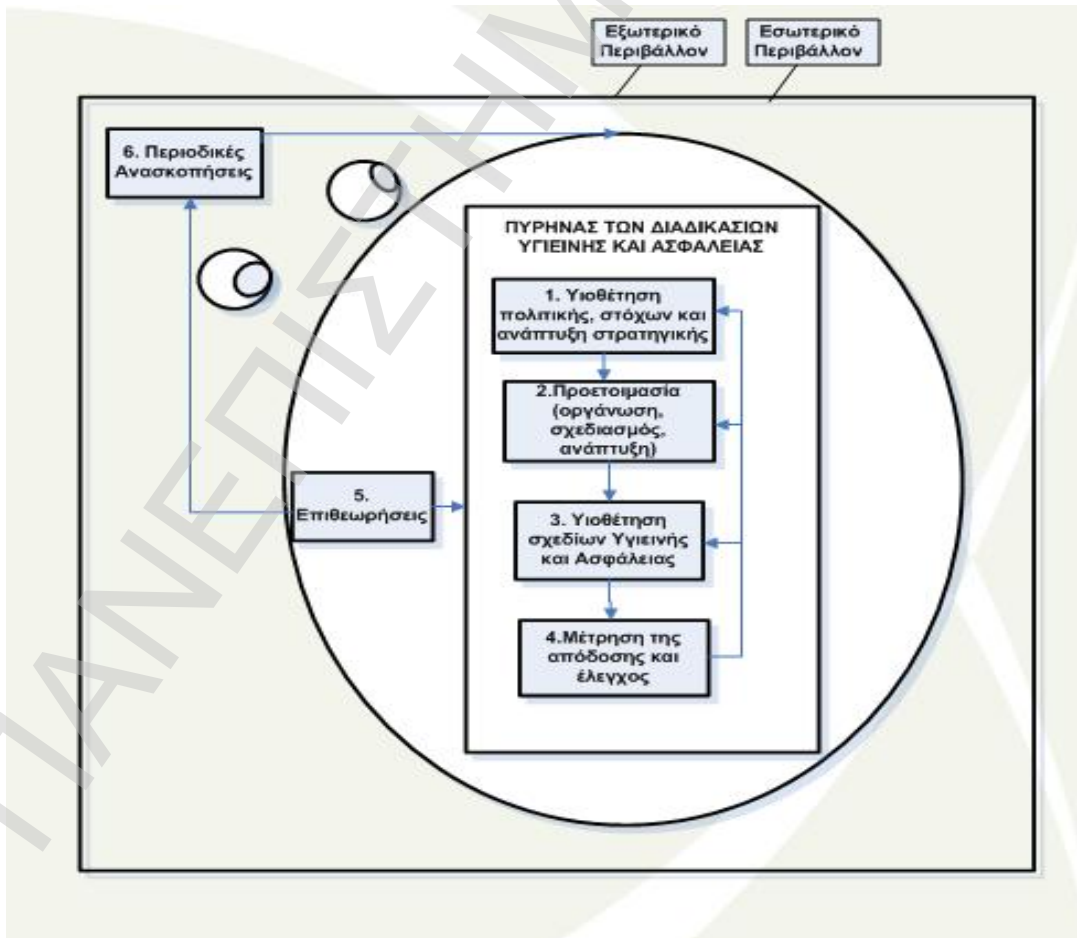 Εξωτερικό
Περιβάλλον
Εσωτερικό
Περιβάλλον
6. Περιοδικές
Ανασκοπήσεις
ΠΥΡΗΝΑΣ ΤΩΝ ΔΙΑΔΙΚΑΣΙΩΝ
ΥΓΙΕΙΝΗΣ ΚΑΙ ΑΣΦΑΛΕΙΑΣ
1. Υιοθέτηση
πολιτικής, στόχων και
ανάπτυξη στρατηγικής
2.Προετοιμασία
(οργάνωση,
σχεδιασμός,
ανάπτυξη)
5.
Επιθεωρήσεις
3. Υιοθέτηση
σχεδίων Υγιεινής
και Ασφάλειας
4.Μέτρηση της
απόδοσης και
έλεγχος
ΠΑΝΕΠΙΣΤΗΜ